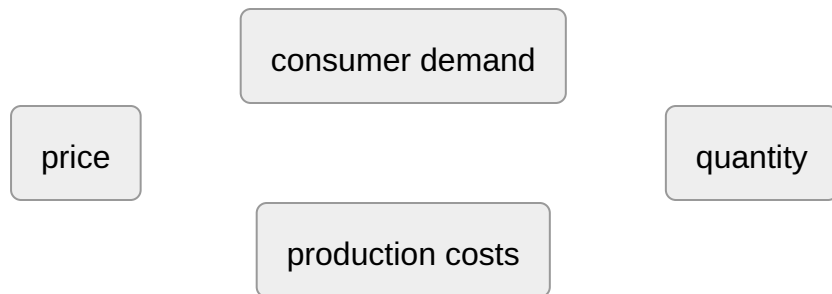 consumer demand
price
quantity
production costs